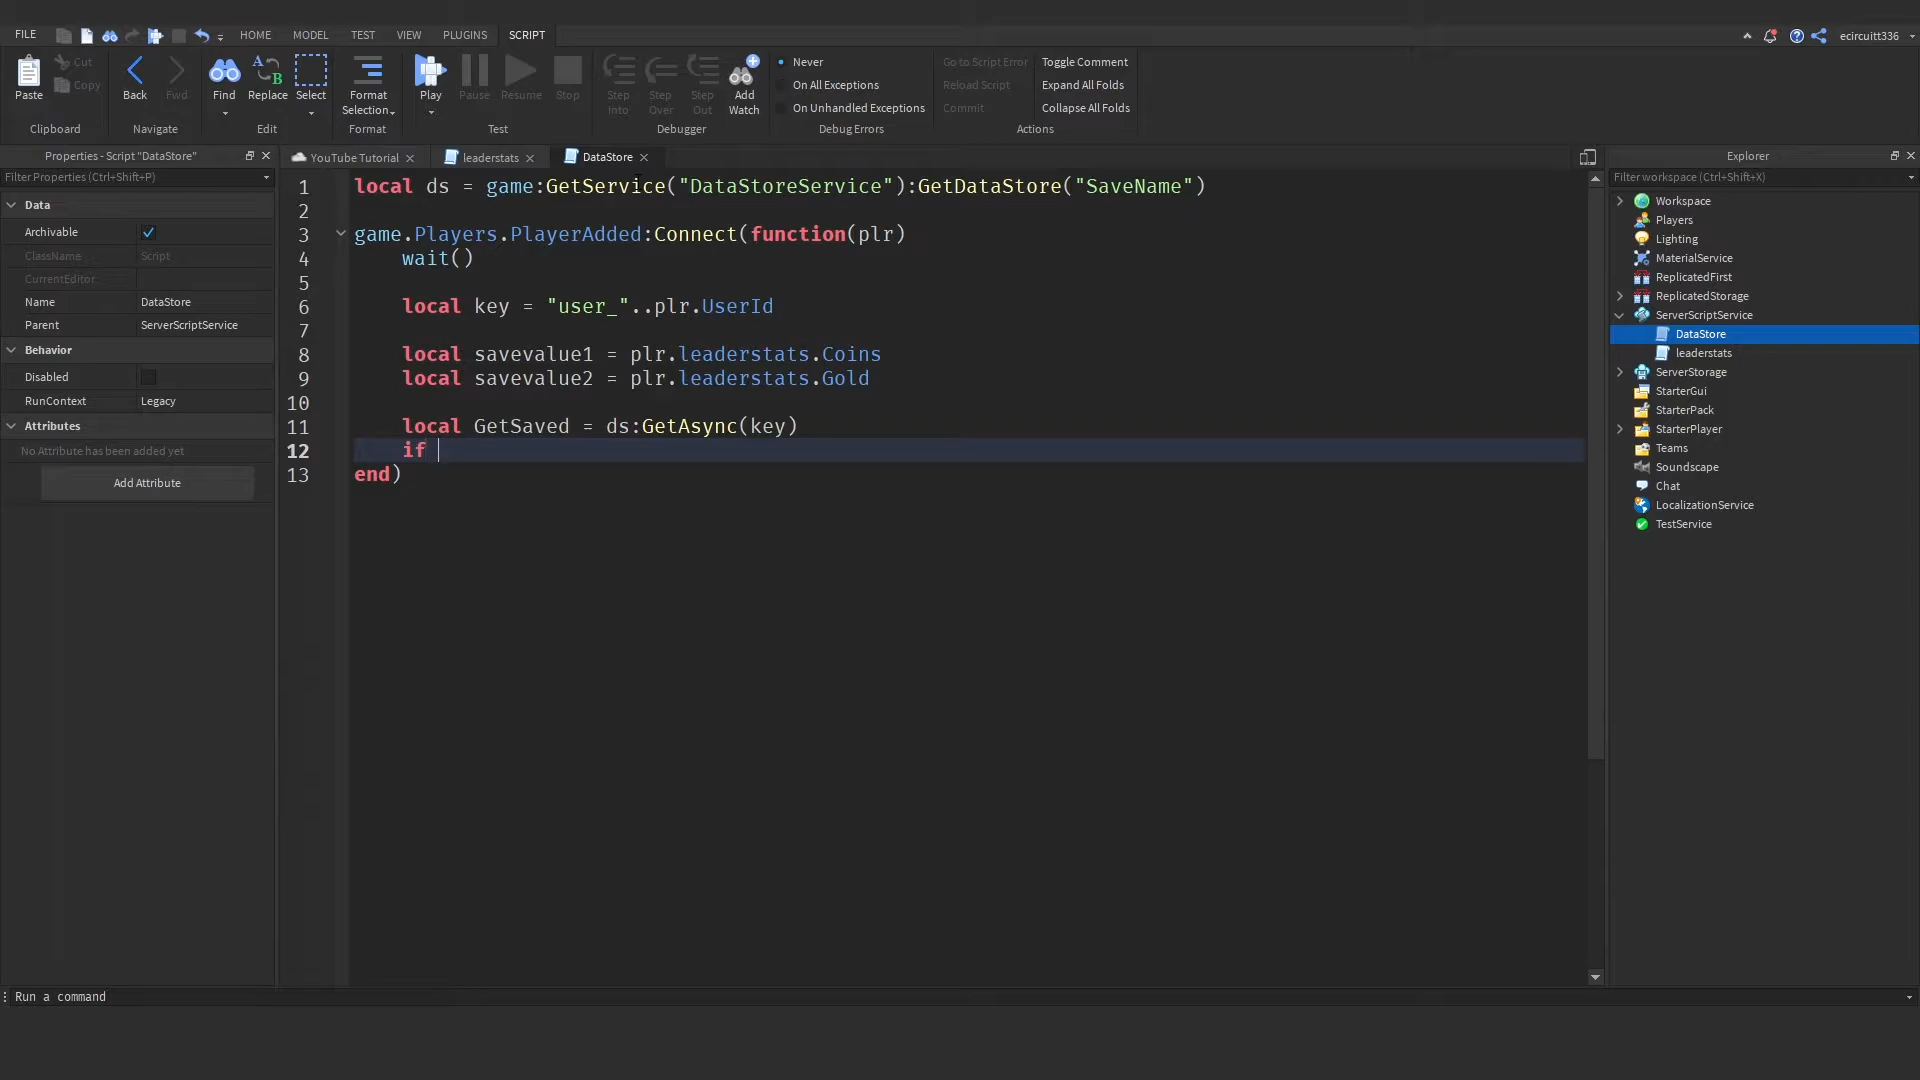 FILE HOME MODEL TEST VIEW PLUGINS SCRIPT ecircuitt336
Paste Cut Copy Back Fwd Find Replace Select Format Selection Play Pause Resume Stop Step Into Step Over Step Out Add Watch
Never
On All Exceptions
On Unhandled Exceptions
Go to Script Error
Reload Script
Commit
Toggle Comment
Expand All Folds
Collapse All Folds
Clipboard Navigate Edit Format Test Debugger Debug Errors Actions
Properties - Script "DataStore"
Filter Properties (Ctrl+Shift+P)
Data
Archivable
ClassName Script
CurrentEditor
Name DataStore
Parent ServerScriptService
Behavior
Disabled
RunContext Legacy
Attributes
No Attribute has been added yet
Add Attribute
YouTube Tutorial leaderstats DataStore
1 local ds = game:GetService("DataStoreService"):GetDataStore("SaveName")
2
3 game.Players.PlayerAdded:Connect(function(plr)
4 wait()
5
6 local key = "user_"..plr.UserId
7
8 local savevalue1 = plr.leaderstats.Coins
9 local savevalue2 = plr.leaderstats.Gold
10
11 local GetSaved = ds:GetAsync(key)
12 if
13 end)
Explorer
Filter workspace (Ctrl+Shift+X)
Workspace
Players
Lighting
MaterialService
ReplicatedFirst
ReplicatedStorage
ServerScriptService
DataStore
leaderstats
ServerStorage
StarterGui
StarterPack
StarterPlayer
Teams
Soundscape
Chat
LocalizationService
TestService
Run a command